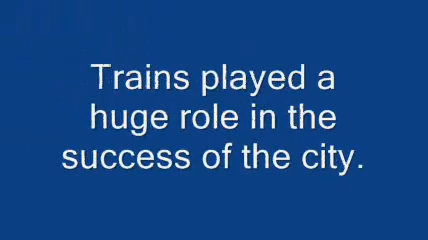 Trains played a
huge role in the
success of the city.